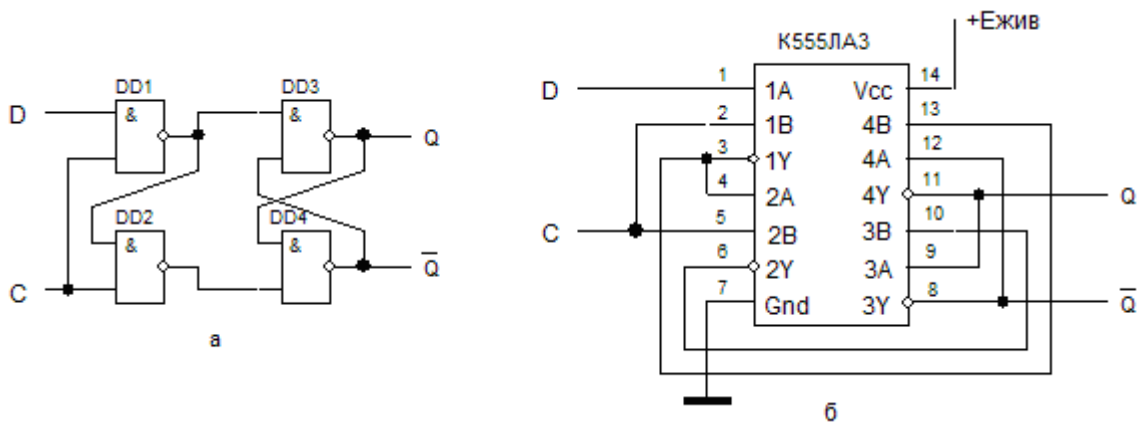 DD1
DD3
D
&
&
Q
DD2
DD4
&
&
C
Q
а
+Ежив
К555ЛА3
D
1
1A
Vcc
14
2
1B
4B
13
3
1Y
4A
12
4
2A
4Y
11
Q
C
5
2B
3B
10
6
2Y
3A
9
7
Gnd
3Y
8
Q
б